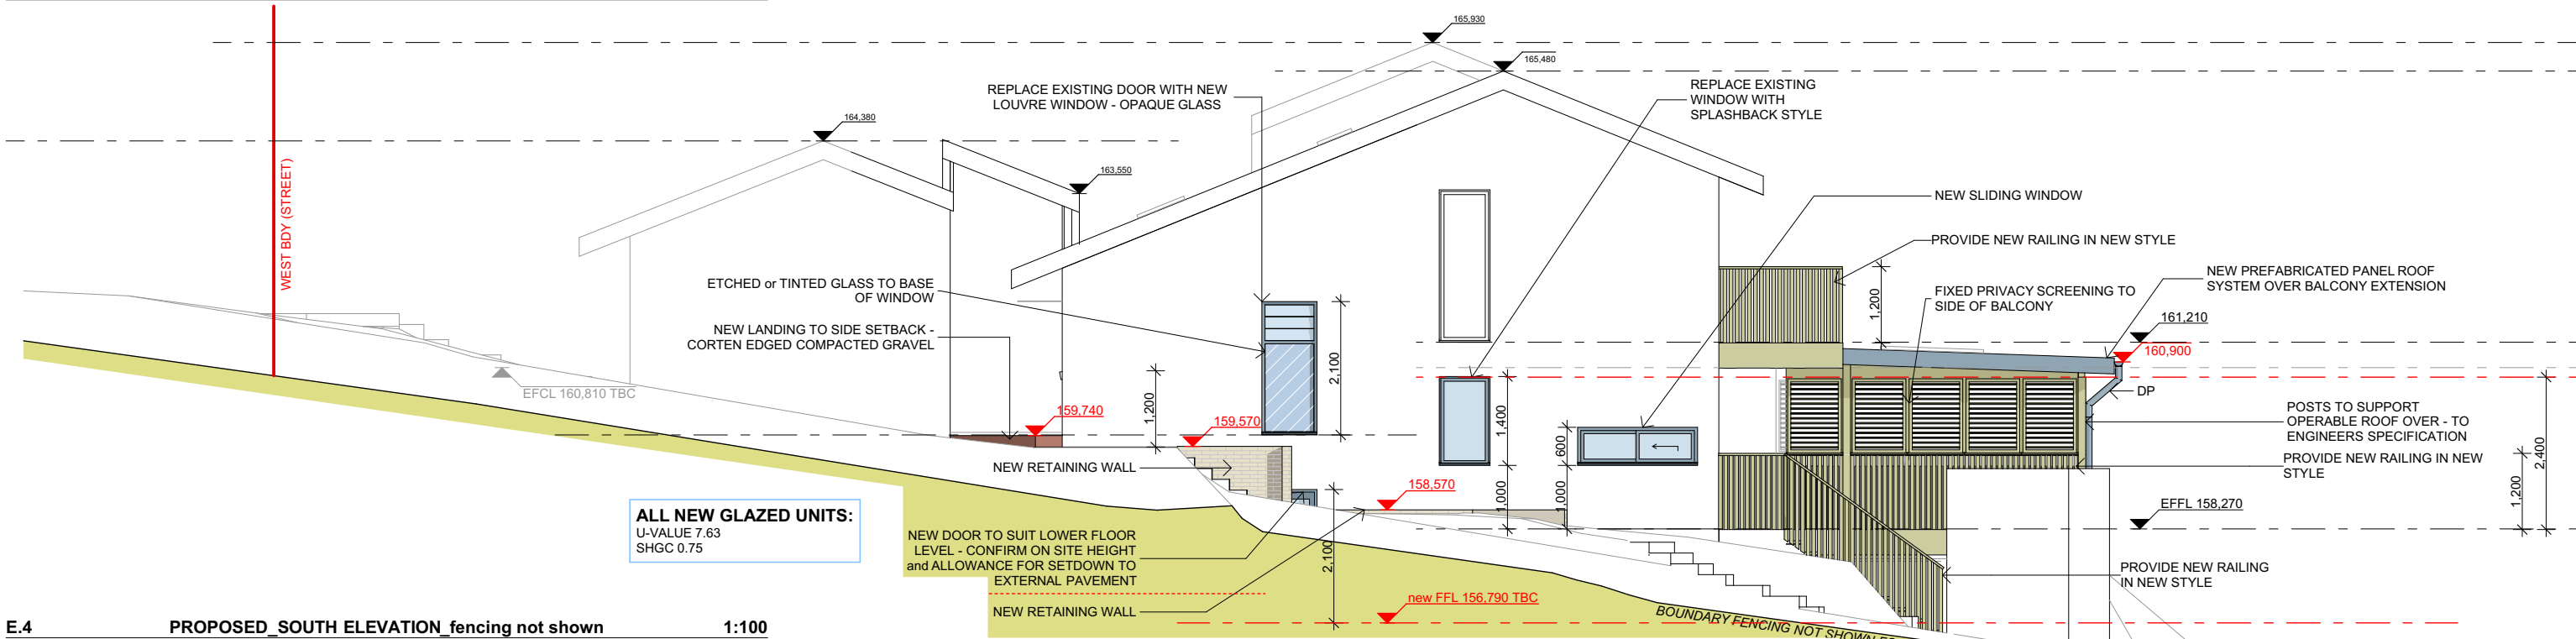 165,930
165,480
REPLACE EXISTING DOOR WITH NEW
LOUVRE WINDOW - OPAQUE GLASS
REPLACE EXISTING
WINDOW WITH
SPLASHBACK STYLE
164,380
163,550
WEST BDY (STREET)
NEW SLIDING WINDOW
PROVIDE NEW RAILING IN NEW STYLE
ETCHED or TINTED GLASS TO BASE
OF WINDOW
NEW PREFABRICATED PANEL ROOF
SYSTEM OVER BALCONY EXTENSION
FIXED PRIVACY SCREENING TO
SIDE OF BALCONY
1,200
161,210
160,900
NEW LANDING TO SIDE SETBACK -
CORTEN EDGED COMPACTED GRAVEL
2,100
EFCL 160,810 TBC
DP
1,200
159,740
159,570
1,400
600
POSTS TO SUPPORT
OPERABLE ROOF OVER - TO
ENGINEERS SPECIFICATION
2,400
NEW RETAINING WALL
PROVIDE NEW RAILING IN NEW
STYLE
158,570
1,000
1,000
1,200
EFFL 158,270
ALL NEW GLAZED UNITS:
U-VALUE 7.63
SHGC 0.75
NEW DOOR TO SUIT LOWER FLOOR
LEVEL - CONFIRM ON SITE HEIGHT
and ALLOWANCE FOR SETDOWN TO
EXTERNAL PAVEMENT
2,100
PROVIDE NEW RAILING
IN NEW STYLE
new FFL 156,790 TBC
NEW RETAINING WALL
BOUNDARY FENCING NOT SHOWN
E.4 PROPOSED_SOUTH ELEVATION_fencing not shown 1:100